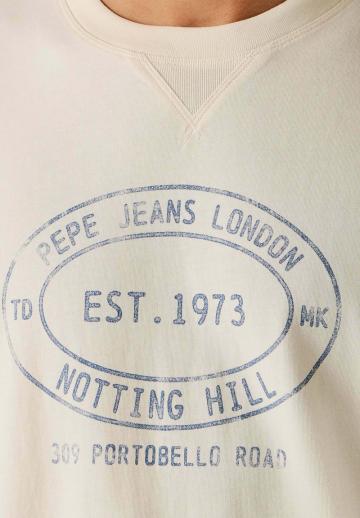 PEPE JEANS LONDON
TD
EST.1973
MK
NOTTING HILL
309 PORTOBELLO ROAD